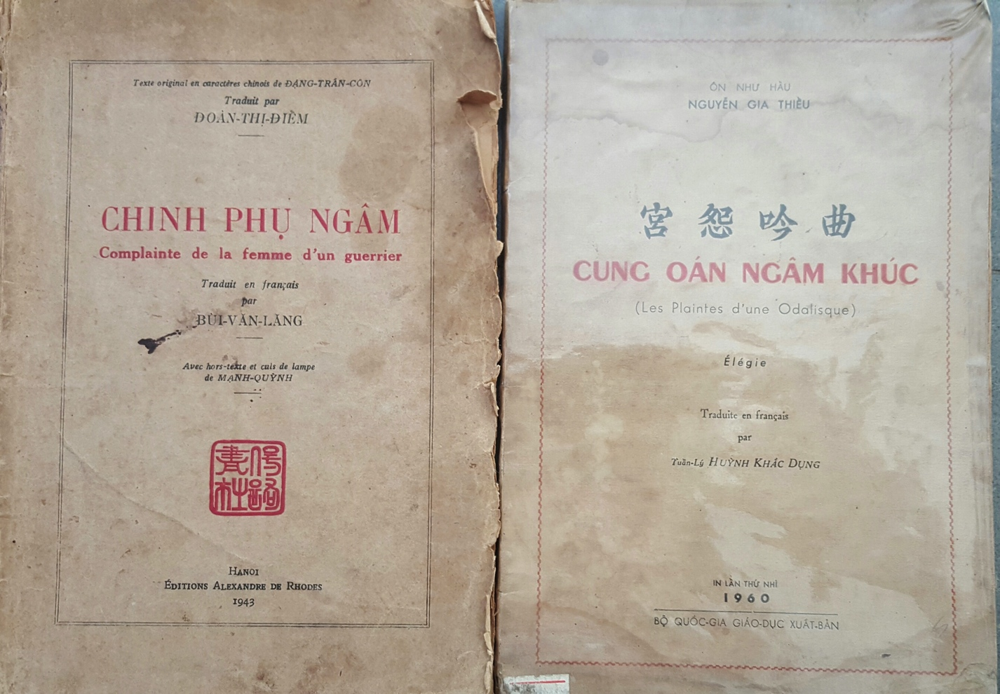 Texte original en caractères chinois de ĐẶNG-TRẦN-CÔN
Traduit par
ĐOÀN-THỊ-ĐIỂM
CHINH PHỤ NGÂM
Complainte de la femme d'un guerrier
Traduit en français
par
BÙI-VĂN-LĂNG
Avec hors-texte et culs de lampe
de MẠNH-QUỲNH
HANOI
ÉDITIONS ALEXANDRE DE RHODES
1943
ÔN NHƯ HẦU
NGUYỄN GIA THIỀU
宮怨吟曲
CUNG OÁN NGÂM KHÚC
(Les Plaintes d'une Odalisque)
Élégie
Traduite en français
par
Tuần-Lý HUỲNH KHẮC DỤNG
IN LẦN THỨ NHÌ
1960
BỘ QUỐC-GIA GIÁO-DỤC XUẤT-BẢN